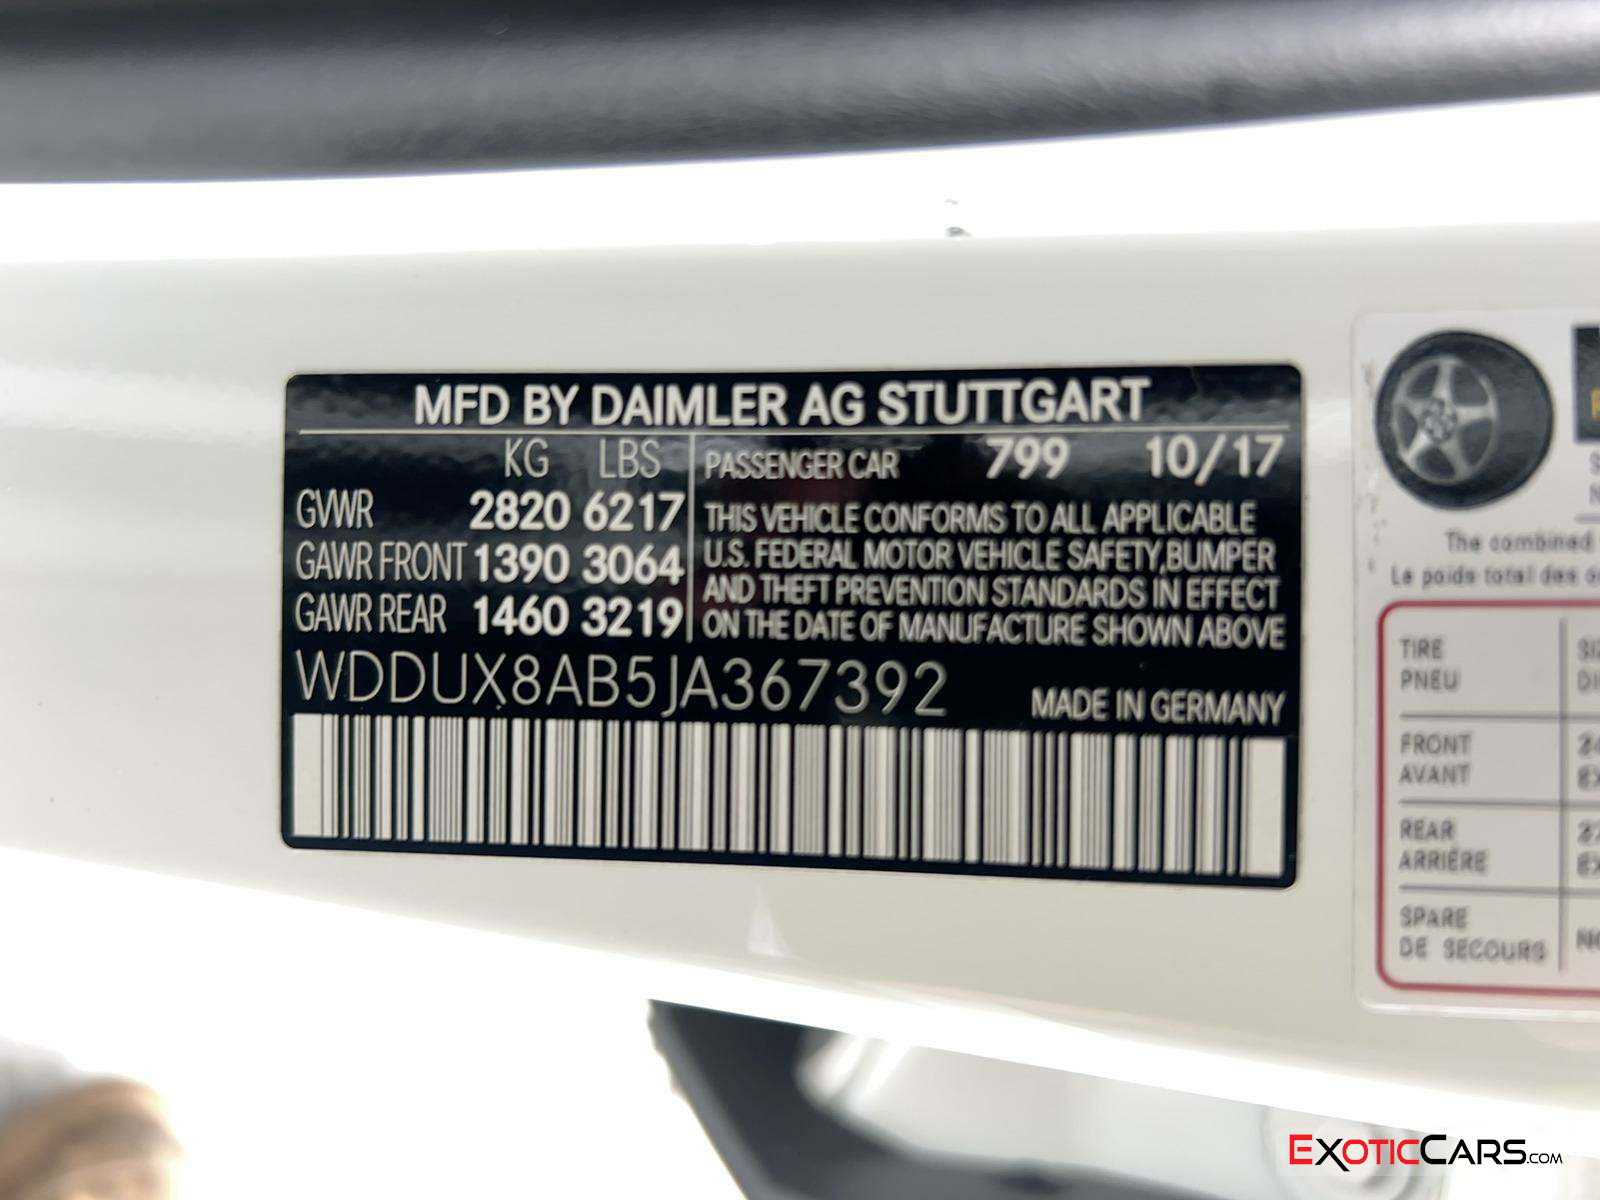 MFD BY DAIMLER AG STUTTGART
KG LBS
GVWR 2820 6217
GAWR FRONT 1390 3064
GAWR REAR 1460 3219
PASSENGER CAR 799 10/17
THIS VEHICLE CONFORMS TO ALL APPLICABLE
U.S. FEDERAL MOTOR VEHICLE SAFETY,BUMPER
AND THEFT PREVENTION STANDARDS IN EFFECT
ON THE DATE OF MANUFACTURE SHOWN ABOVE
WDDUX8AB5JA367392
MADE IN GERMANY
The combined
Le poids total des
TIRE
PNEU
FRONT
AVANT
REAR
ARRIÉRE
SPARE
DE SECOURS
EXOTICCARS.COM